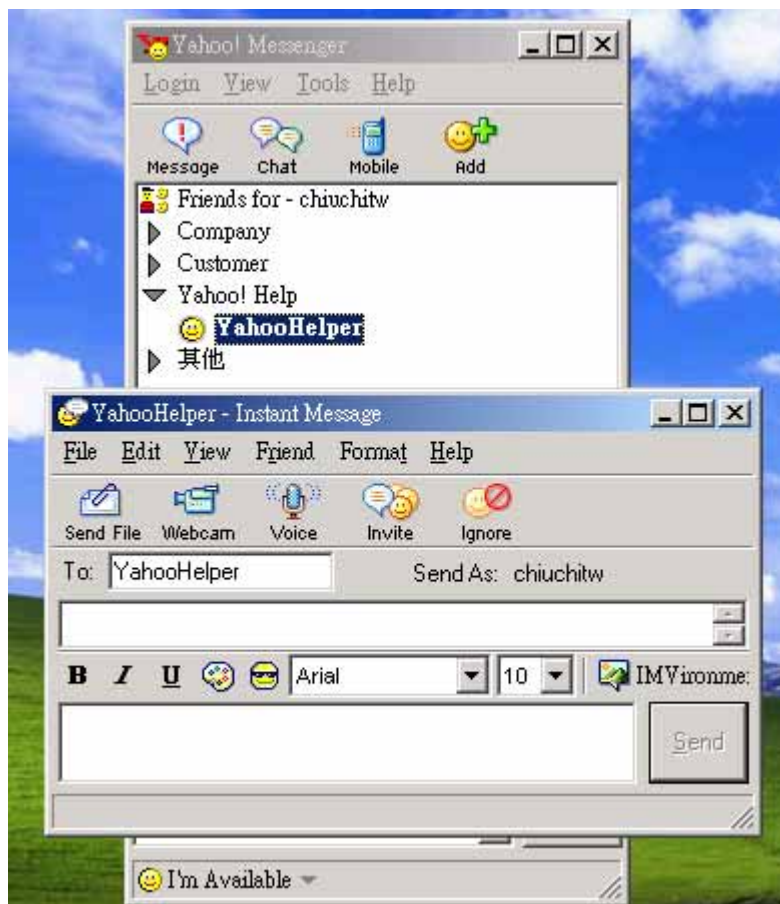 Yahoo! Messenger
Login View Tools Help
Message Chat Mobile Add
Friends for - chiuchitw
Company
Customer
Yahoo! Help
YahooHelper
其他
YahooHelper - Instant Message
File Edit View Friend Format Help
Send File Webcam Voice Invite Ignore
To: YahooHelper Send As: chiuchitw
B I U Arial 10 IMVironme:
Send
I'm Available